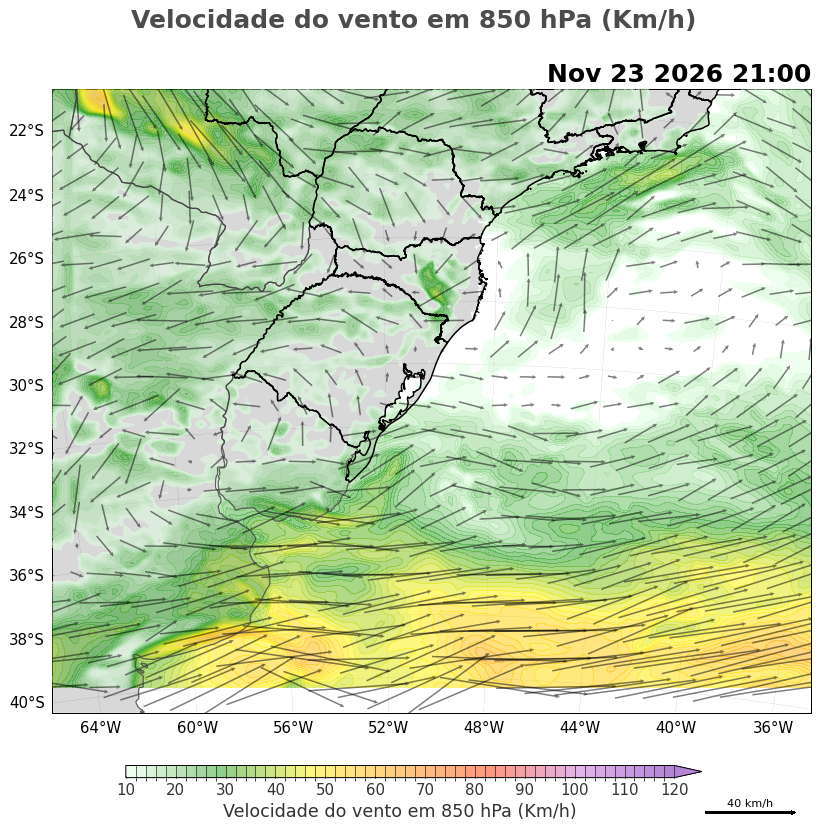 Velocidade do vento em 850 hPa (Km/h)
Nov 23 2026 21:00
22°S
24°S
26°S
28°S
30°S
32°S
34°S
36°S
38°S
40°S
64°W 60°W 56°W 52°W 48°W 44°W 40°W 36°W
10 20 30 40 50 60 70 80 90 100 110 120
Velocidade do vento em 850 hPa (Km/h)
40 km/h